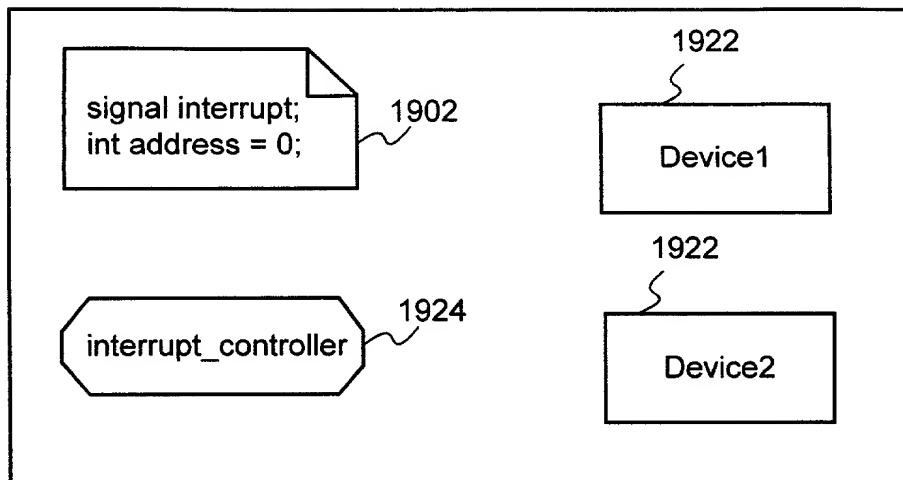 signal interrupt;
int address = 0;
1902
1922
Device1
1922
Device2
interrupt_controller
1924